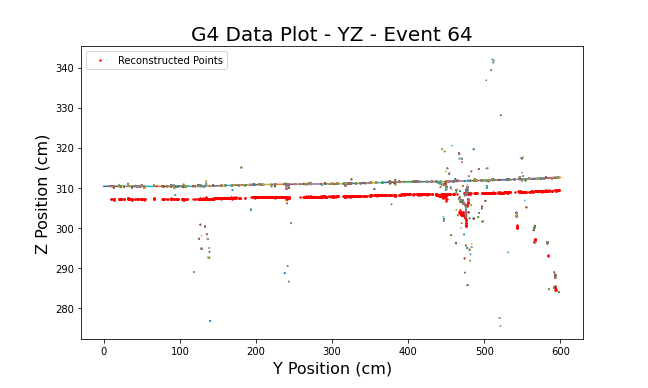 G4 Data Plot - YZ - Event 64
Reconstructed Points
Z Position (cm)
340
330
320
310
300
290
280
0 100 200 300 400 500 600
Y Position (cm)